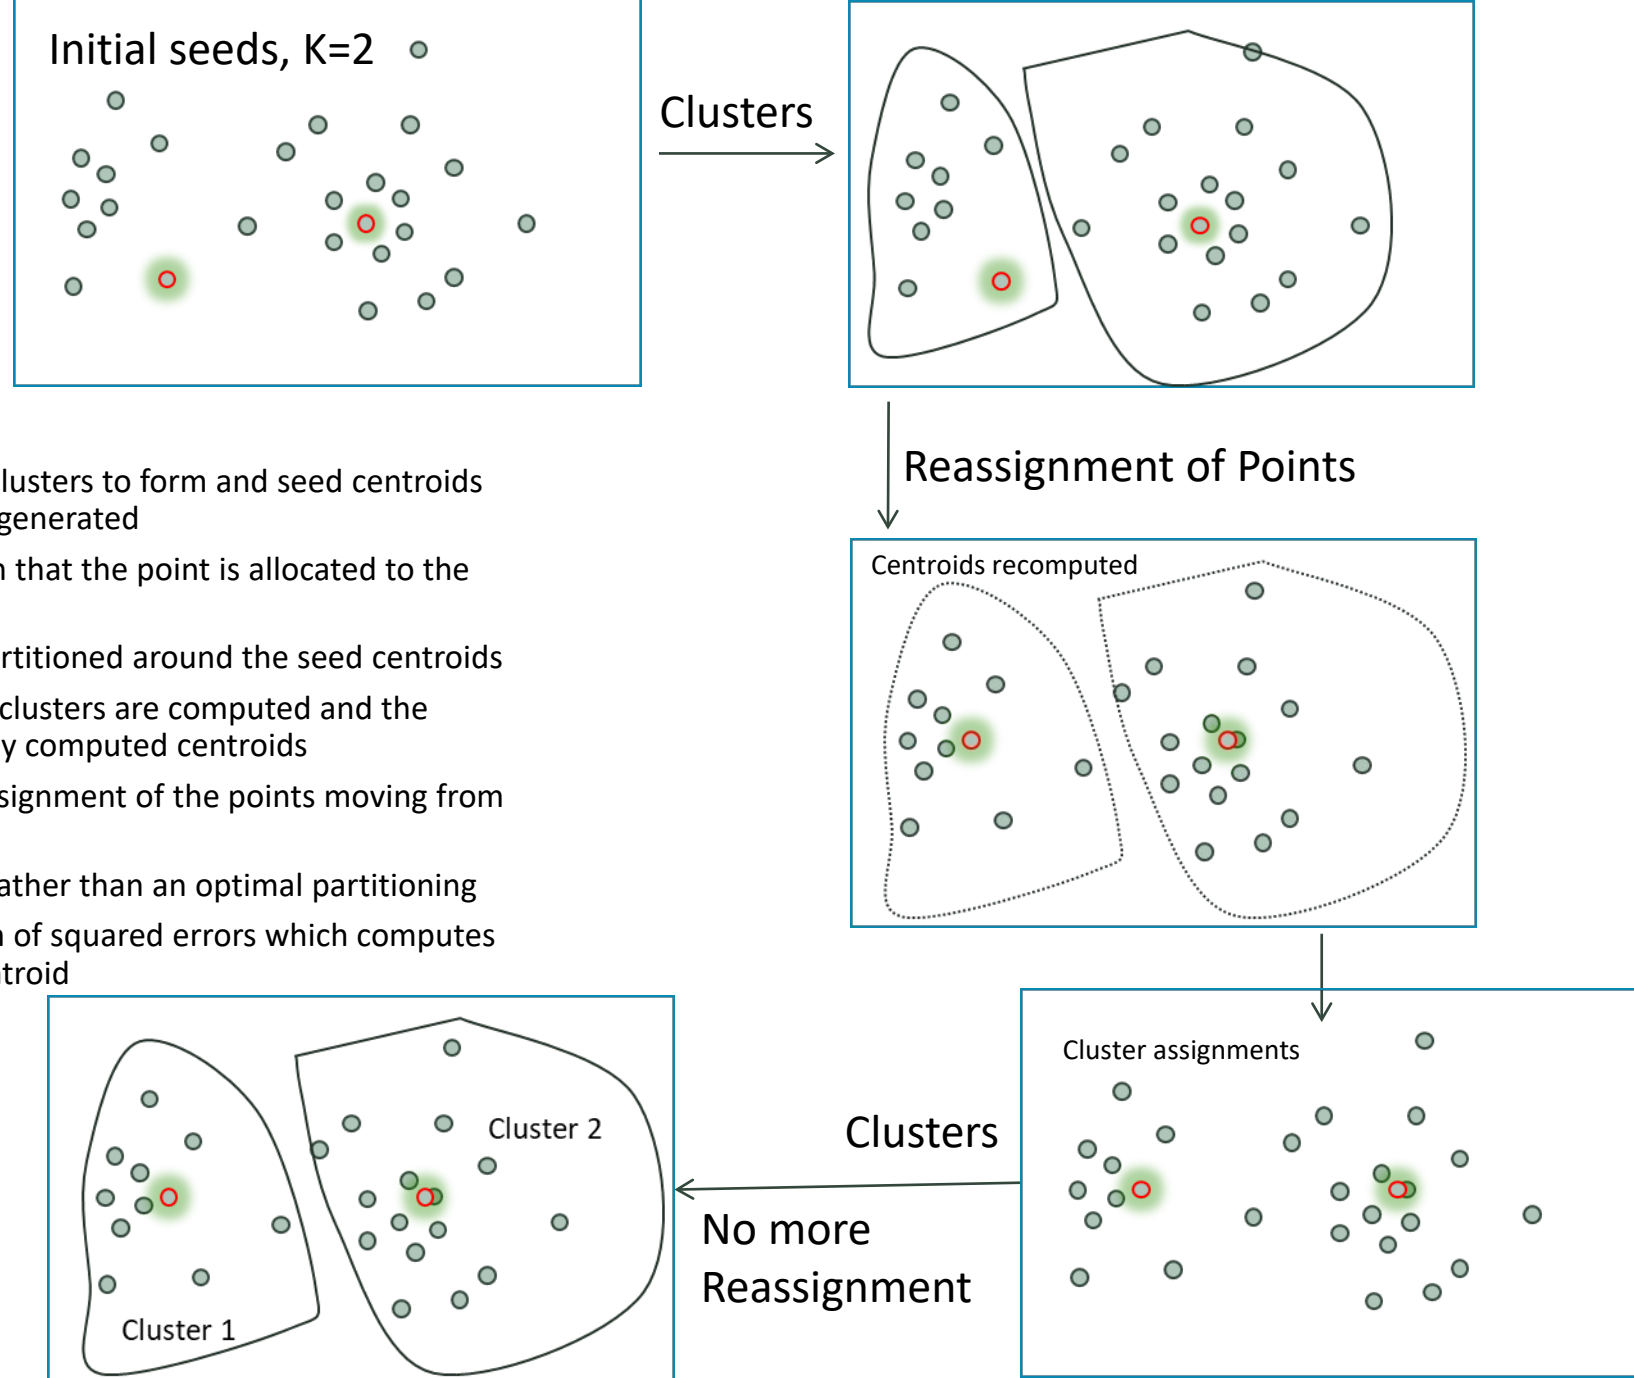 Initial seeds, K=2
Clusters
Reassignment of Points
lusters to form and seed centroids
generated
that the point is allocated to the
rtitioned around the seed centroids
clusters are computed and the
y computed centroids
signment of the points moving from
ather than an optimal partitioning
of squared errors which computes
troid
Centroids recomputed
Cluster assignments
Clusters
No more
Reassignment
Cluster 2
Cluster 1